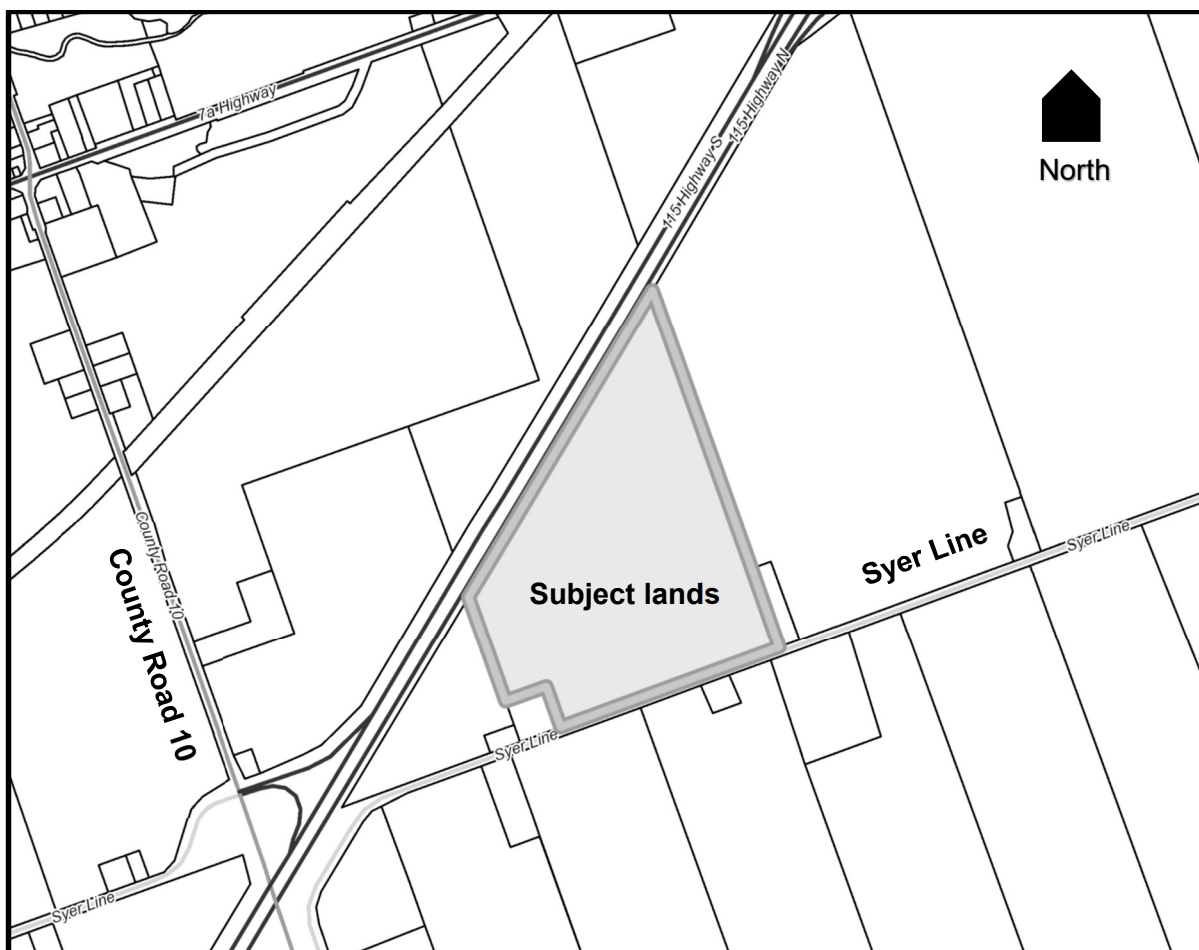 7a Highway
115 Highway N
115 Highway S
North
County Road 10
County Road 10
Subject lands
Syer Line
Syer Line
Syer Line
Syer Line